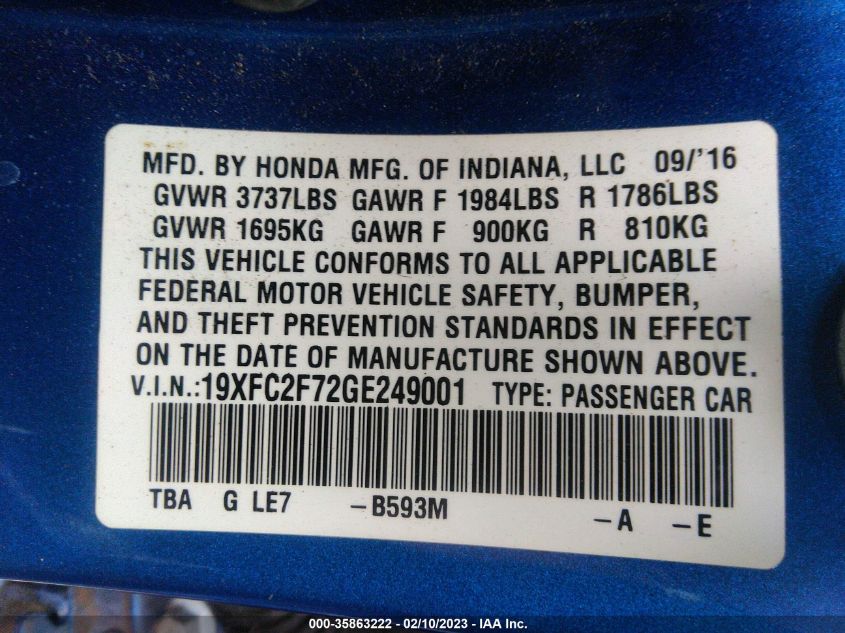 MFD. BY HONDA MFG. OF INDIANA, LLC 09/'16
GVWR 3737LBS GAWR F 1984LBS R 1786LBS
GVWR 1695KG GAWR F 900KG R 810KG
THIS VEHICLE CONFORMS TO ALL APPLICABLE
FEDERAL MOTOR VEHICLE SAFETY, BUMPER,
AND THEFT PREVENTION STANDARDS IN EFFECT
ON THE DATE OF MANUFACTURE SHOWN ABOVE.
V.I.N.:19XFC2F72GE249001 TYPE: PASSENGER CAR
TBA G LE7 -B593M -A -E
000-35863222 - 02/10/2023 - IAA Inc.